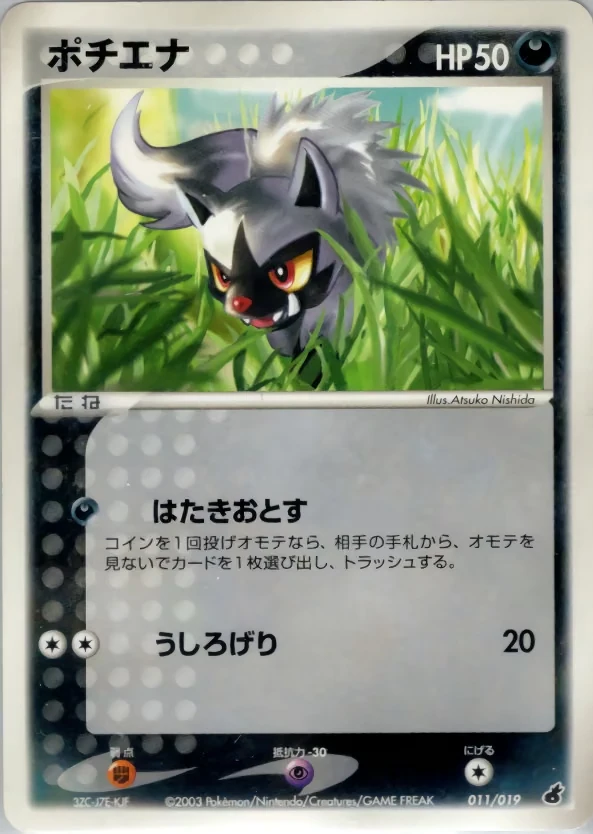 ポチエナ HP50
たね Illus.Atsuko Nishida
はたきおとす
コインを1回投げオモテなら、相手の手札から、オモテを
見ないでカードを1枚選び出し、トラッシュする。
うしろげり 20
弱点 抵抗力 -30 にげる
3ZC-J7E-KJF ©2003 Pokémon/Nintendo/Creatures/GAME FREAK 011/019